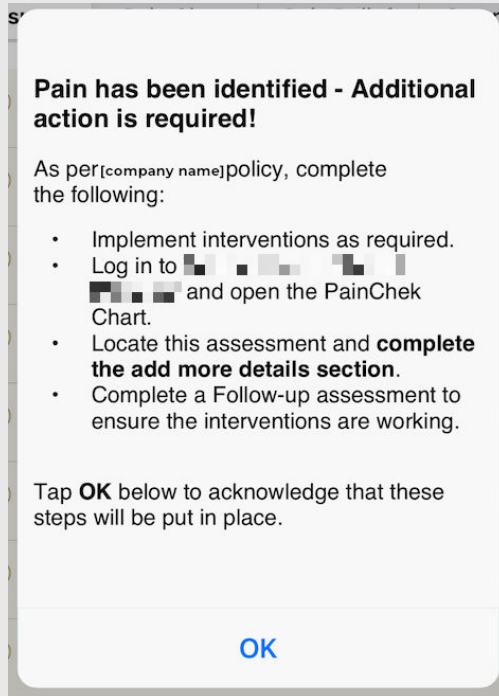 Pain has been identified - Additional
action is required!
As per[company name]policy, complete
the following:
• Implement interventions as required.
• Log in to
and open the PainChek
Chart.
• Locate this assessment and complete
the add more details section.
• Complete a Follow-up assessment to
ensure the interventions are working.
Tap OK below to acknowledge that these
steps will be put in place.
OK